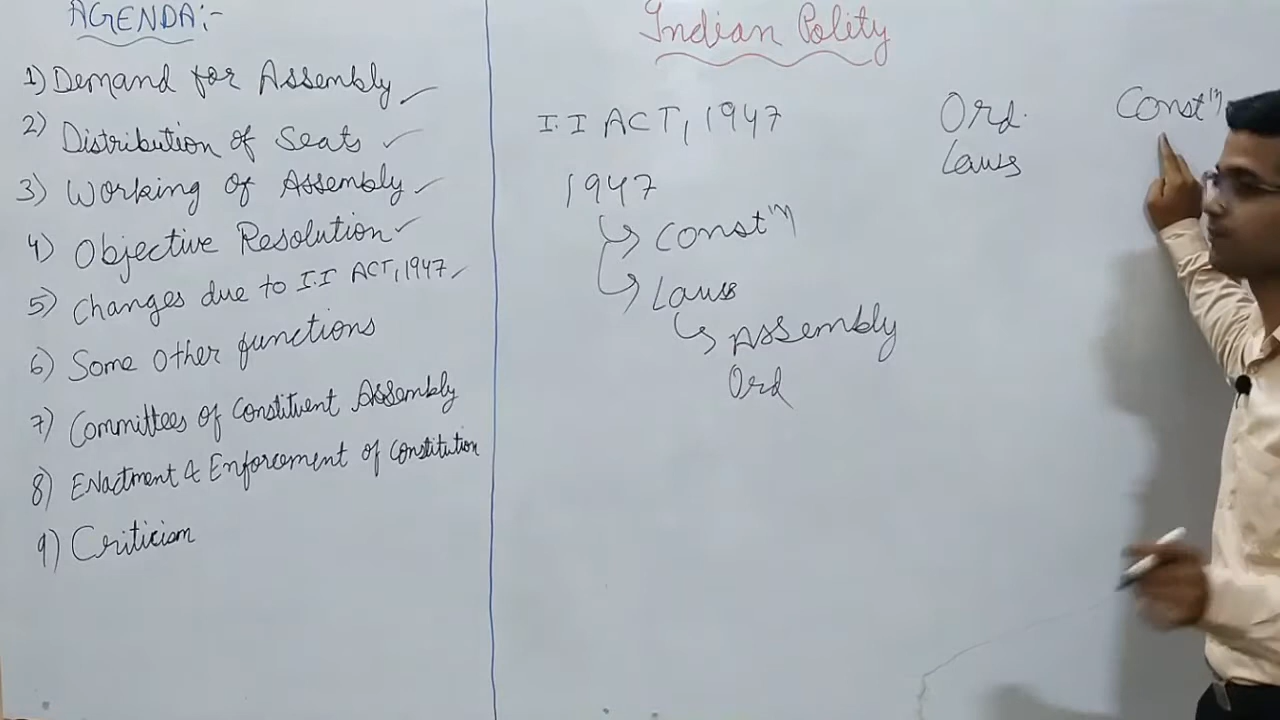 AGENDA:-
1) Demand for Assembly ✓
2) Distribution of Seats ✓
3) Working of Assembly ✓
4) Objective Resolution ✓
5) Changes due to I.I ACT, 1947 ✓
6) Some other functions
7) Committees of Constituent Assembly
8) Enactment & Enforcement of Constitution
9) Criticism
Indian Polity
I.I ACT, 1947
1947
Const'n
Laws
Assembly
Ord
Ord.
Laws
Const'n